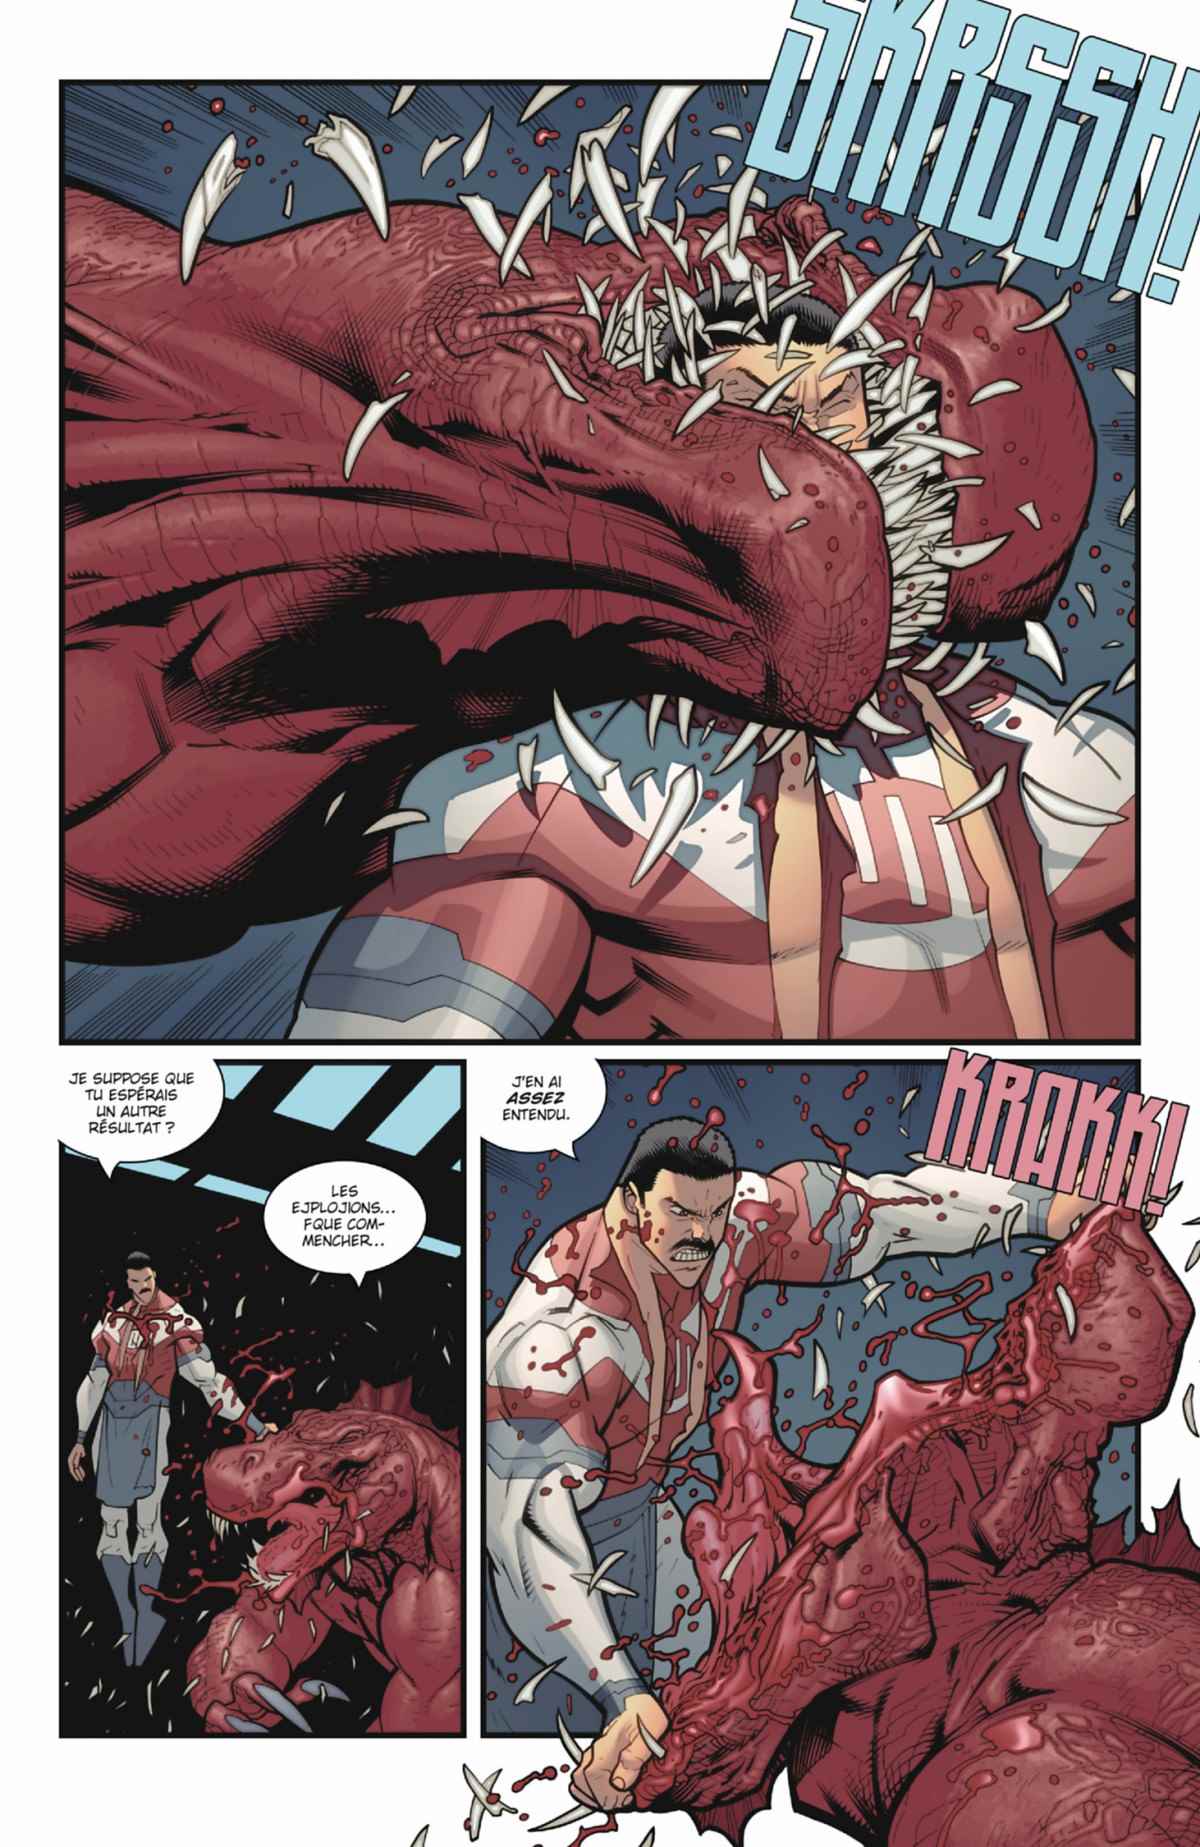 SKRSSH!
JE SUPPOSE QUE
TU ESPÉRAIS
UN AUTRE
RÉSULTAT ?
LES
EJPLOJIONS...
FQUE COM-
MENCHER...
J'EN AI
ASSEZ
ENTENDU.
KRAKK!